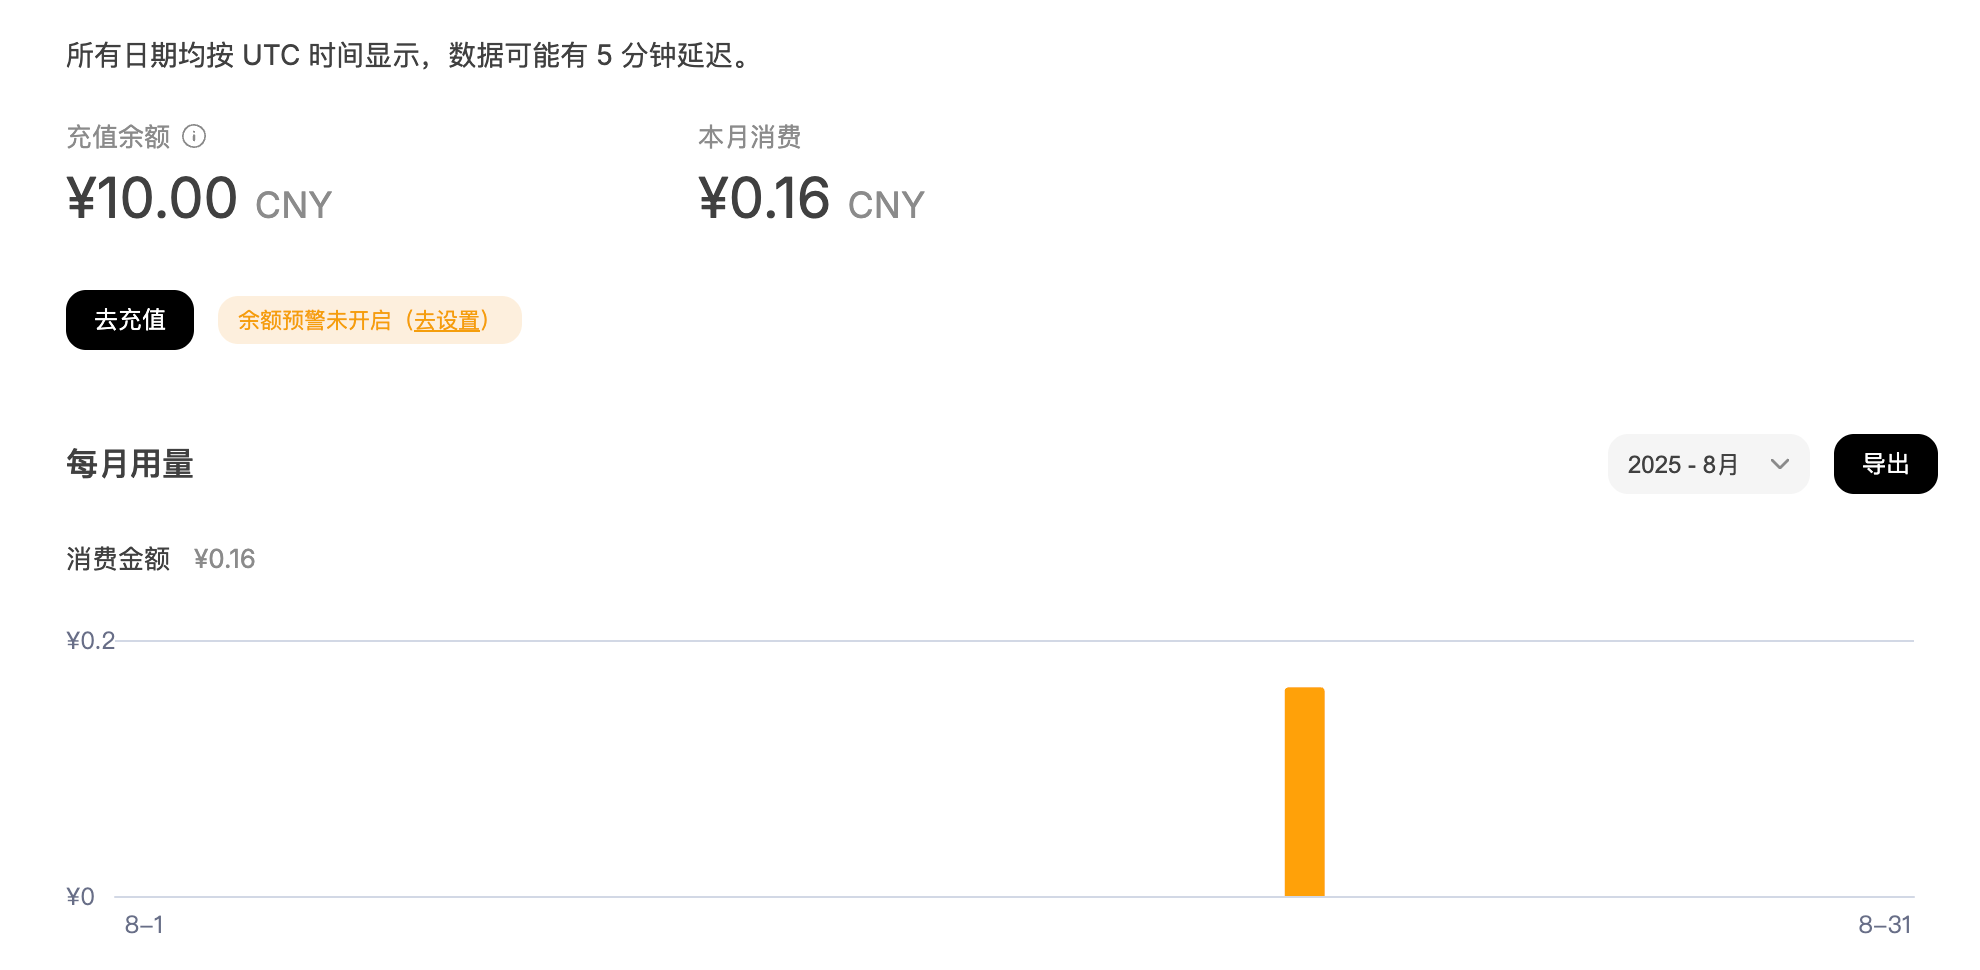 所有日期均按 UTC 时间显示，数据可能有 5 分钟延迟。
充值余额
本月消费
¥10.00 CNY
¥0.16 CNY
去充值
余额预警未开启（去设置）
每月用量
2025 - 8月
导出
消费金额 ¥0.16
¥0.2
¥0
8-1
8-31